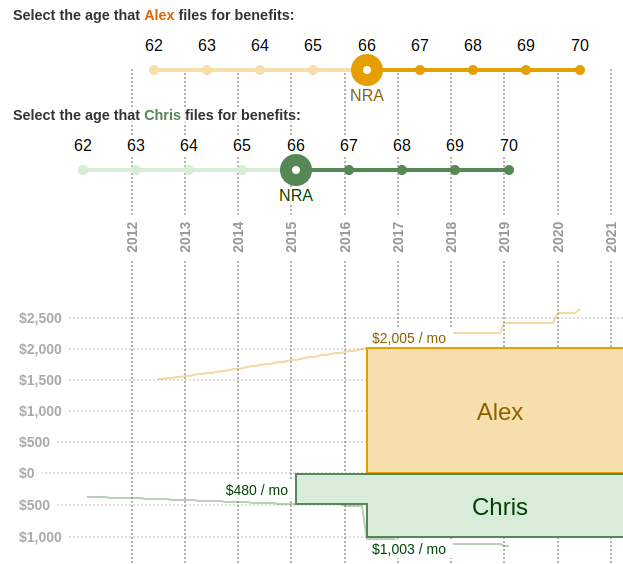 Select the age that Alex files for benefits:
62 63 64 65 66 67 68 69 70
NRA
Select the age that Chris files for benefits:
62 63 64 65 66 67 68 69 70
NRA
2012 2013 2014 2015 2016 2017 2018 2019 2020 2021
$2,500
$2,005 / mo
$2,000
$1,500
$1,000
Alex
$500
$0
$480 / mo
$500
Chris
$1,000
$1,003 / mo